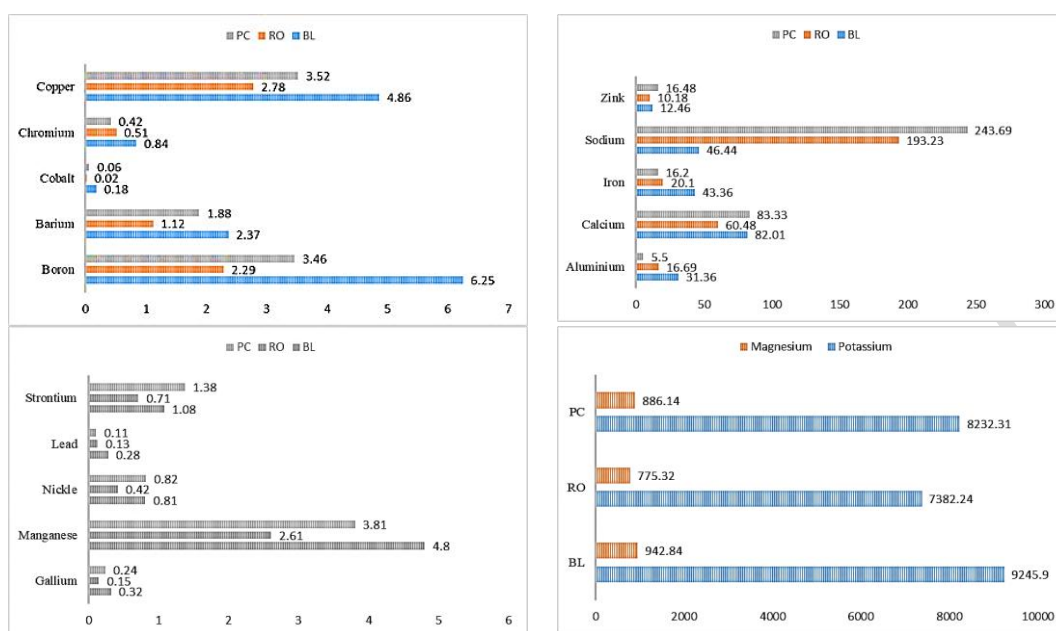 PC RO BL
Copper
3.52
2.78
4.86
Chromium
0.42
0.51
0.84
Cobalt
0.06
0.02
0.18
Barium
1.88
1.12
2.37
Boron
3.46
2.29
6.25
0 1 2 3 4 5 6 7
PC RO BL
Zink
16.48
10.18
12.46
Sodium
243.69
193.23
46.44
Iron
16.2
20.1
43.36
Calcium
83.33
60.48
82.01
Aluminium
5.5
16.69
31.36
0 50 100 150 200 250 300
PC RO BL
Strontium
1.38
0.71
1.08
Lead
0.11
0.13
0.28
Nickle
0.82
0.42
0.81
Manganese
3.81
2.61
4.8
Gallium
0.24
0.15
0.32
0 1 2 3 4 5 6
Magnesium Potassium
PC
886.14
8232.31
RO
775.32
7382.24
BL
942.84
9245.9
0 2000 4000 6000 8000 10000